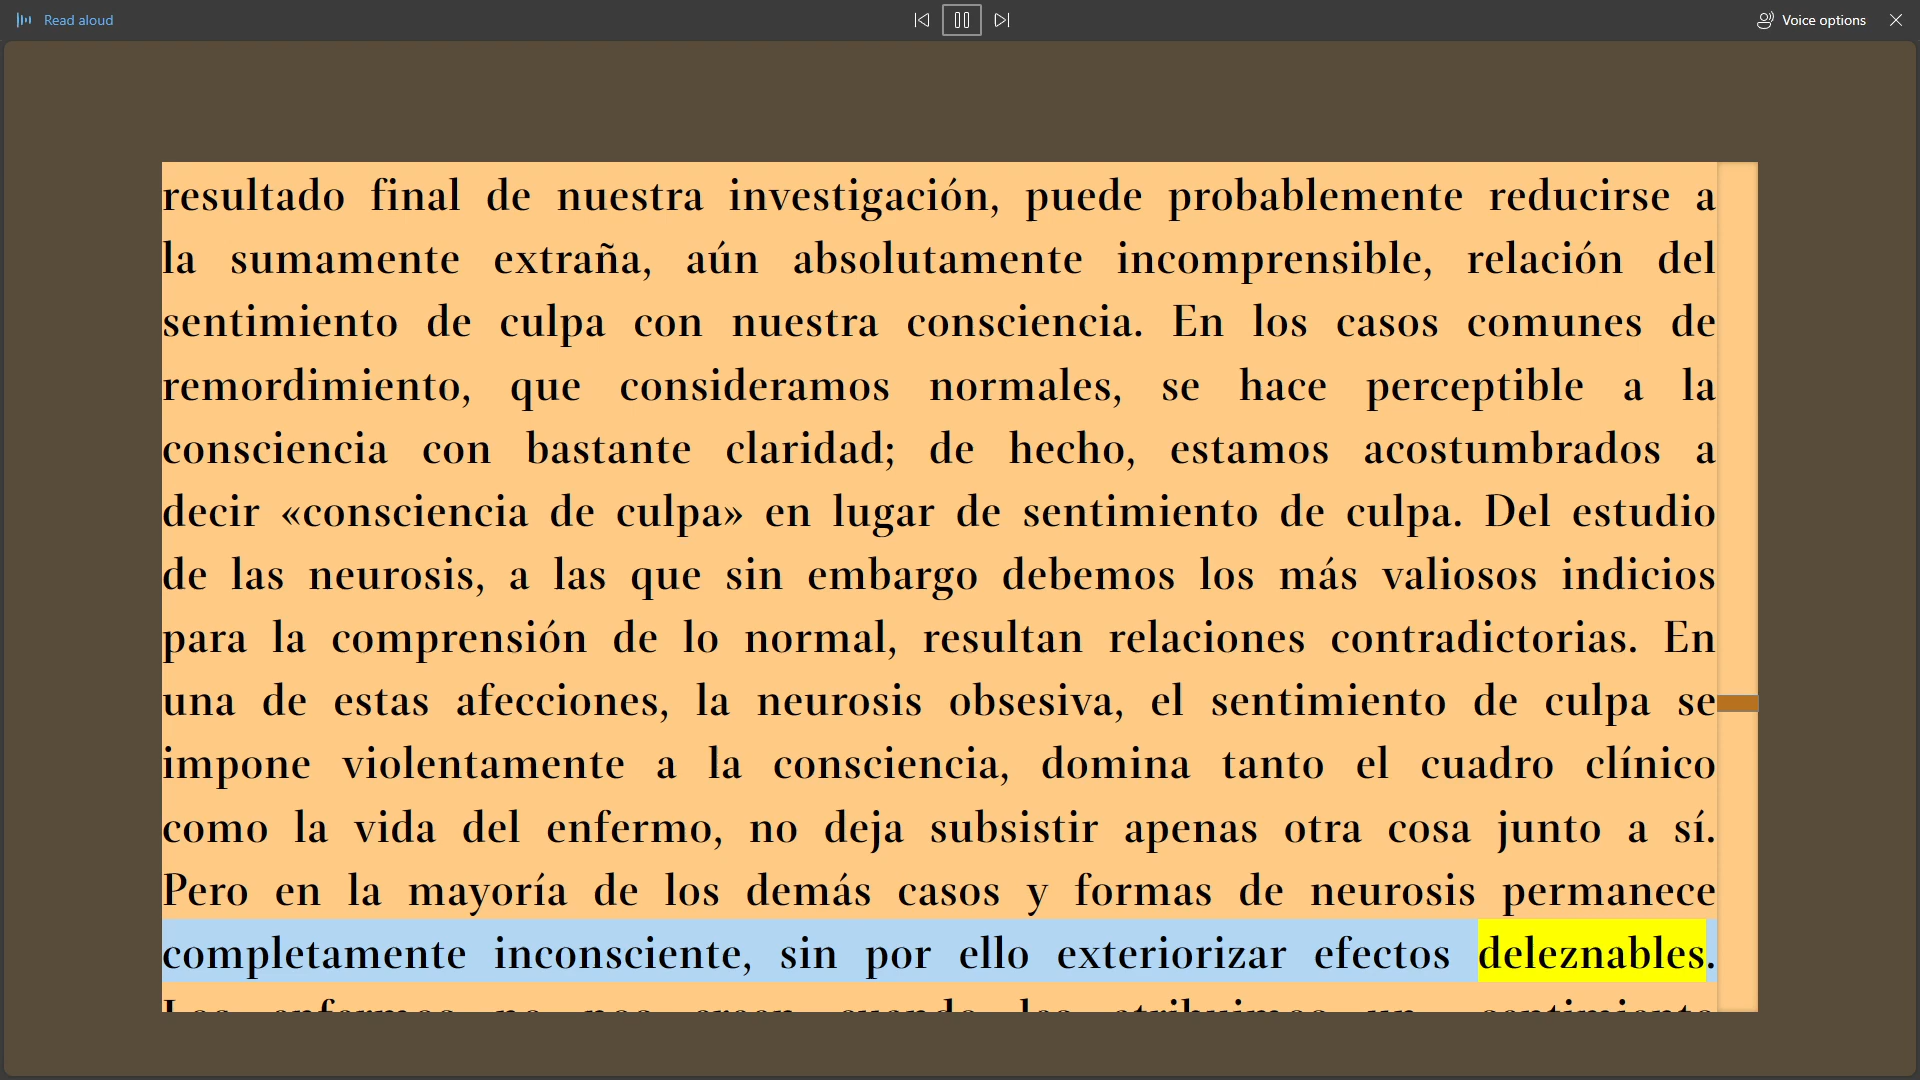 Read aloud
Voice options
resultado final de nuestra investigación, puede probablemente reducirse a
la sumamente extraña, aún absolutamente incomprensible, relación del
sentimiento de culpa con nuestra consciencia. En los casos comunes de
remordimiento, que consideramos normales, se hace perceptible a la
consciencia con bastante claridad; de hecho, estamos acostumbrados a
decir «consciencia de culpa» en lugar de sentimiento de culpa. Del estudio
de las neurosis, a las que sin embargo debemos los más valiosos indicios
para la comprensión de lo normal, resultan relaciones contradictorias. En
una de estas afecciones, la neurosis obsesiva, el sentimiento de culpa se
impone violentamente a la consciencia, domina tanto el cuadro clínico
como la vida del enfermo, no deja subsistir apenas otra cosa junto a sí.
Pero en la mayoría de los demás casos y formas de neurosis permanece
completamente inconsciente, sin por ello exteriorizar efectos deleznables.